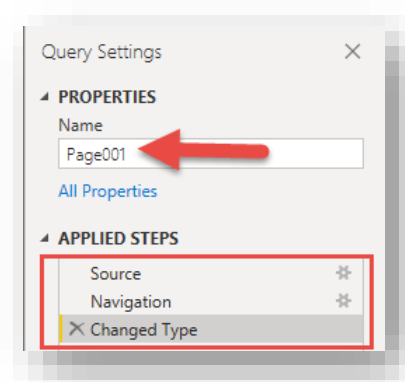 Query Settings
PROPERTIES
Name
Page001
All Properties
APPLIED STEPS
Source
Navigation
Changed Type